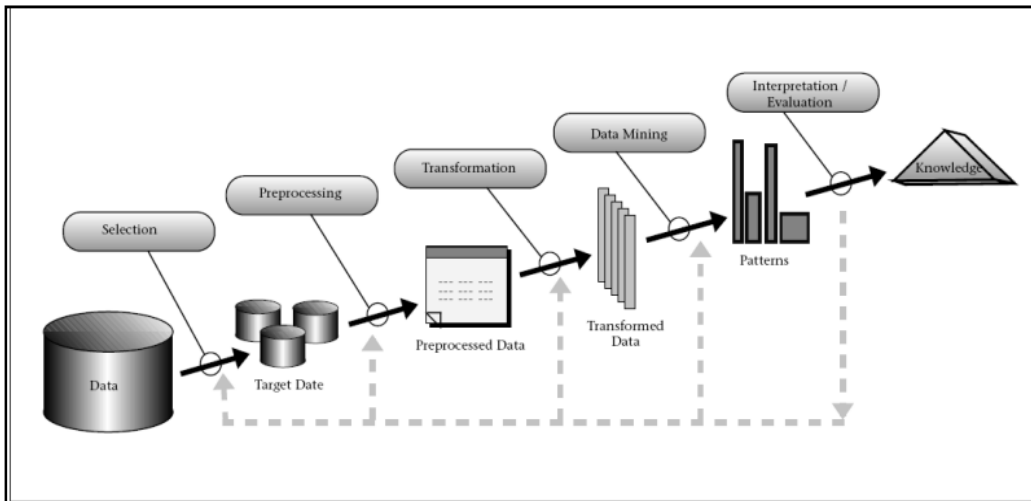 Interpretation /
Evaluation
Data Mining
Transformation
Preprocessing
Selection
Knowledge
Patterns
Transformed
Data
Preprocessed Data
Target Date
Data